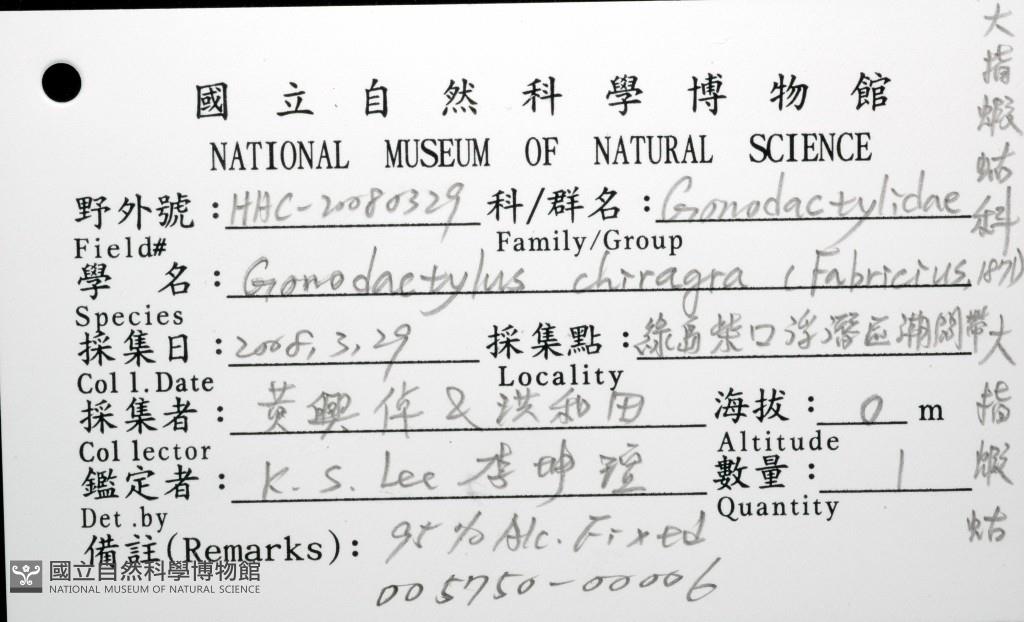 國立自然科學博物館
NATIONAL MUSEUM OF NATURAL SCIENCE
野外號：HHC-20080329 科/群名：Gonodactylidae
Field# Family/Group
學 名：Gonodactylus chiragra (Fabricius, 1871)
Species
採集日：2008, 3, 29 採集點：綠島柴口浮潛區潮間帶
Coll.Date Locality
採集者：黃興倬 & 洪和田 海拔：0 m
Collector Altitude
鑑定者：K. S. Lee 李坤瑄 數量：1
Det.by Quantity
備註(Remarks)：95% Alc. Fixed
005750-00006
大指蝦蛄科
大指蝦蛄
國立自然科學博物館
NATIONAL MUSEUM OF NATURAL SCIENCE